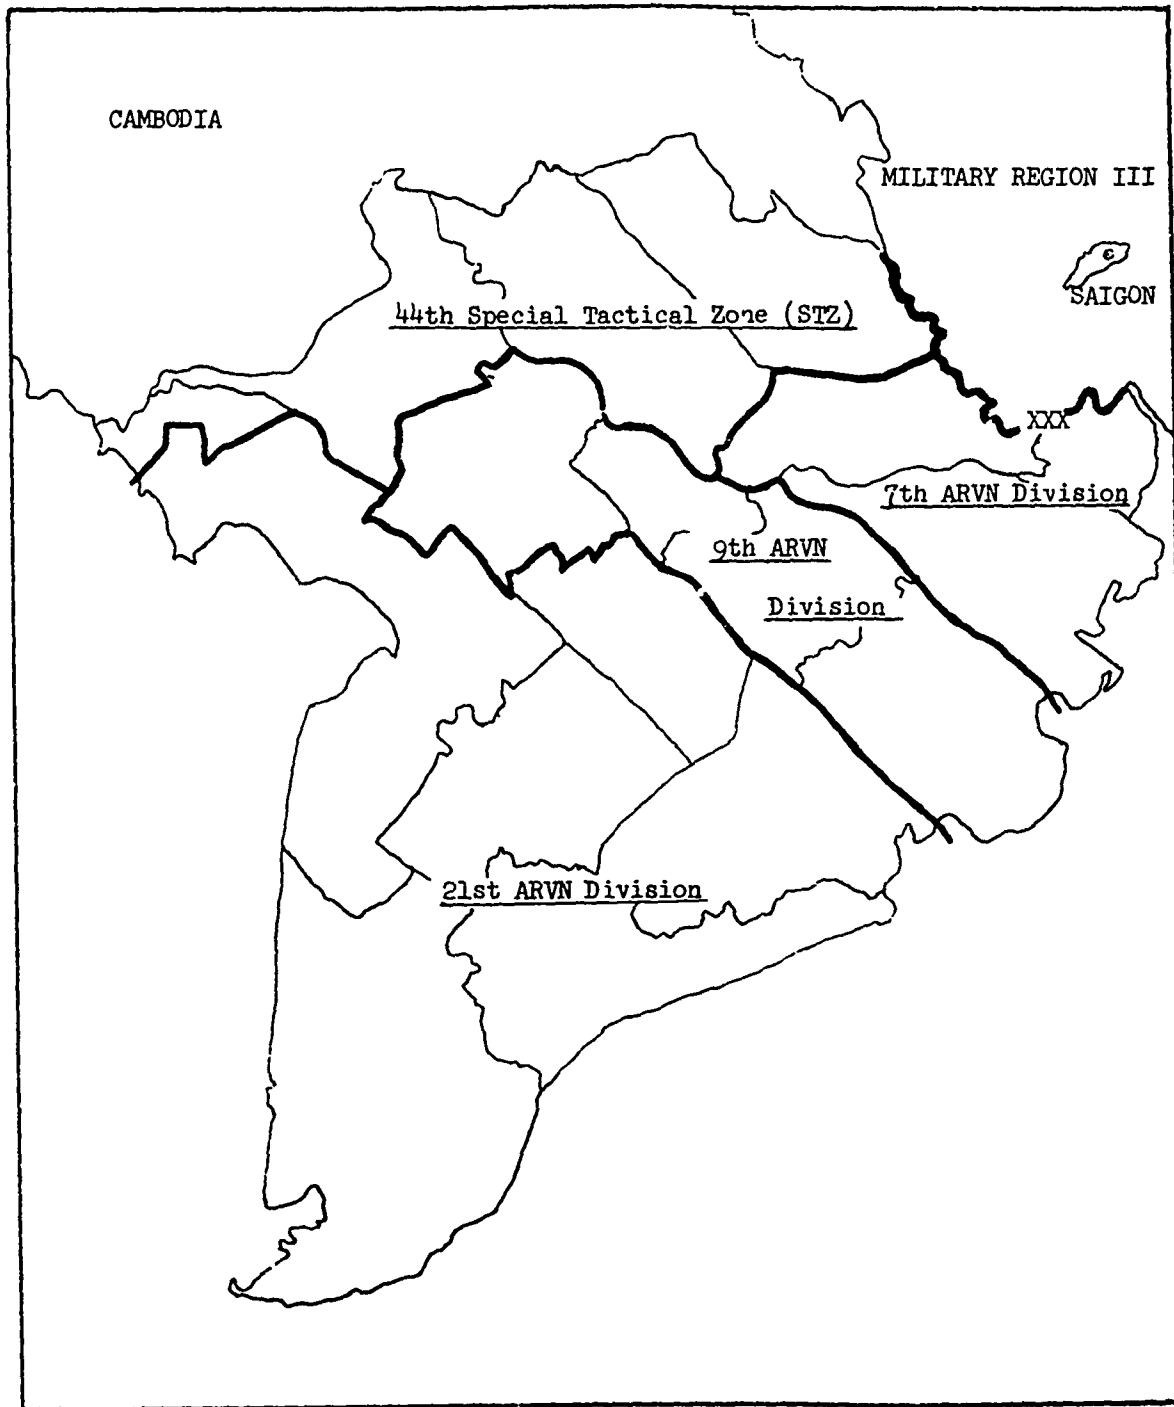 CAMBODIA
MILITARY REGION III
SAIGON
44th Special Tactical Zone (STZ)
XXX
7th ARVN Division
9th ARVN
Division
21st ARVN Division